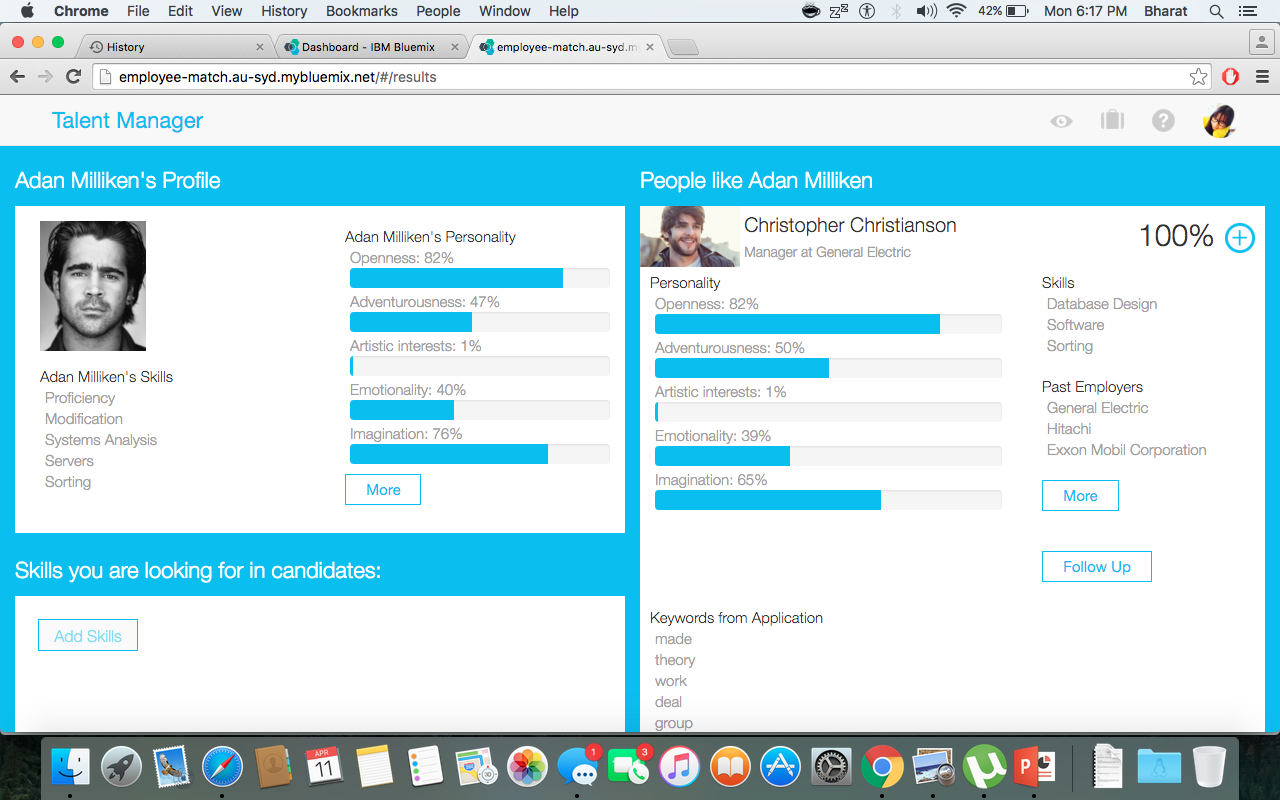 Chrome File Edit View History Bookmarks People Window Help 42% Mon 6:17 PM Bharat
History Dashboard - IBM Bluemix employee-match.au-syd.m
employee-match.au-syd.mybluemix.net/#/results
Talent Manager
Adan Milliken's Profile
Adan Milliken's Personality
Openness: 82%
Adventurousness: 47%
Artistic interests: 1%
Emotionality: 40%
Imagination: 76%
More
Adan Milliken's Skills
Proficiency
Modification
Systems Analysis
Servers
Sorting
Skills you are looking for in candidates:
Add Skills
People like Adan Milliken
Christopher Christianson
Manager at General Electric
100%
Personality
Openness: 82%
Adventurousness: 50%
Artistic interests: 1%
Emotionality: 39%
Imagination: 65%
Skills
Database Design
Software
Sorting
Past Employers
General Electric
Hitachi
Exxon Mobil Corporation
More
Follow Up
Keywords from Application
made
theory
work
deal
group
APR
11
1
3